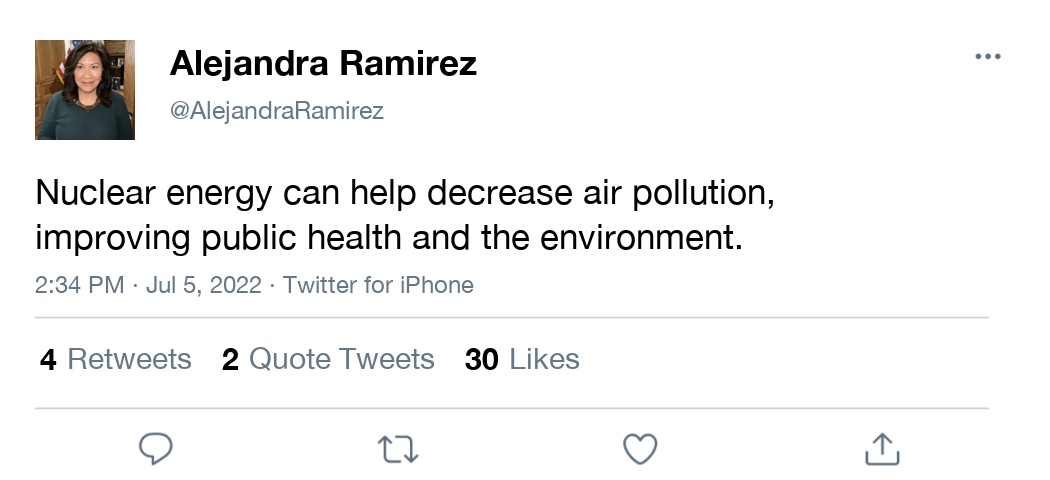 Alejandra Ramirez
@AlejandraRamirez
Nuclear energy can help decrease air pollution,
improving public health and the environment.
2:34 PM · Jul 5, 2022 · Twitter for iPhone
4 Retweets 2 Quote Tweets 30 Likes